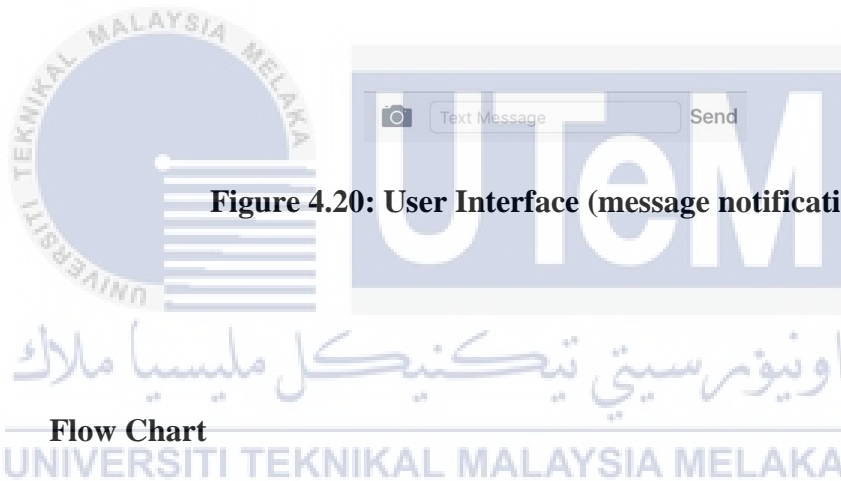 UNIVERSITI TEKNIKAL MALAYSIA MELAKA
UTeM
Text Message Send
Figure 4.20: User Interface (message notificati
اونيۏرسيتي تيكنيكل مليسيا ملاك
Flow Chart
UNIVERSITI TEKNIKAL MALAYSIA MELAKA